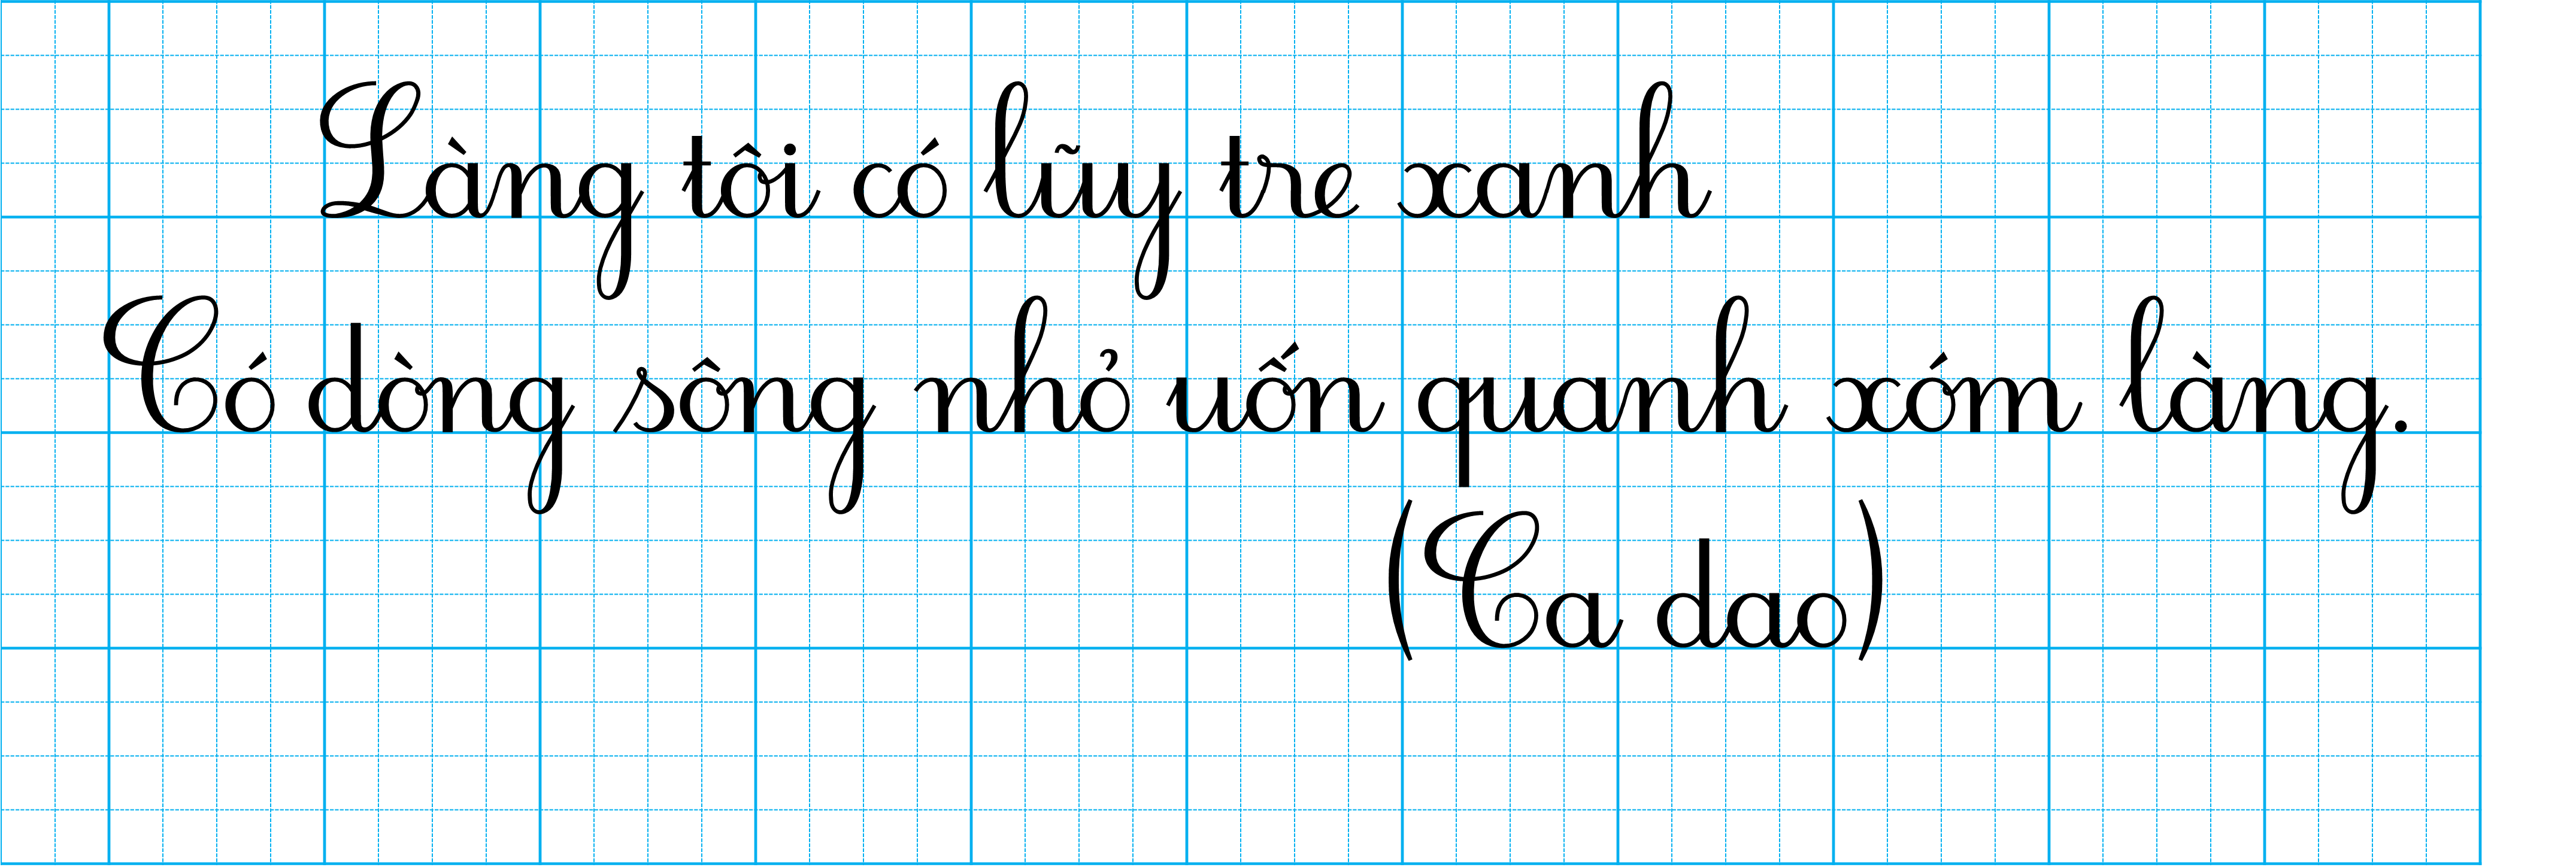 Làng tôi có lũy tre xanh
Có dòng sông nhỏ uốn quanh xóm làng.
(Ca dao)